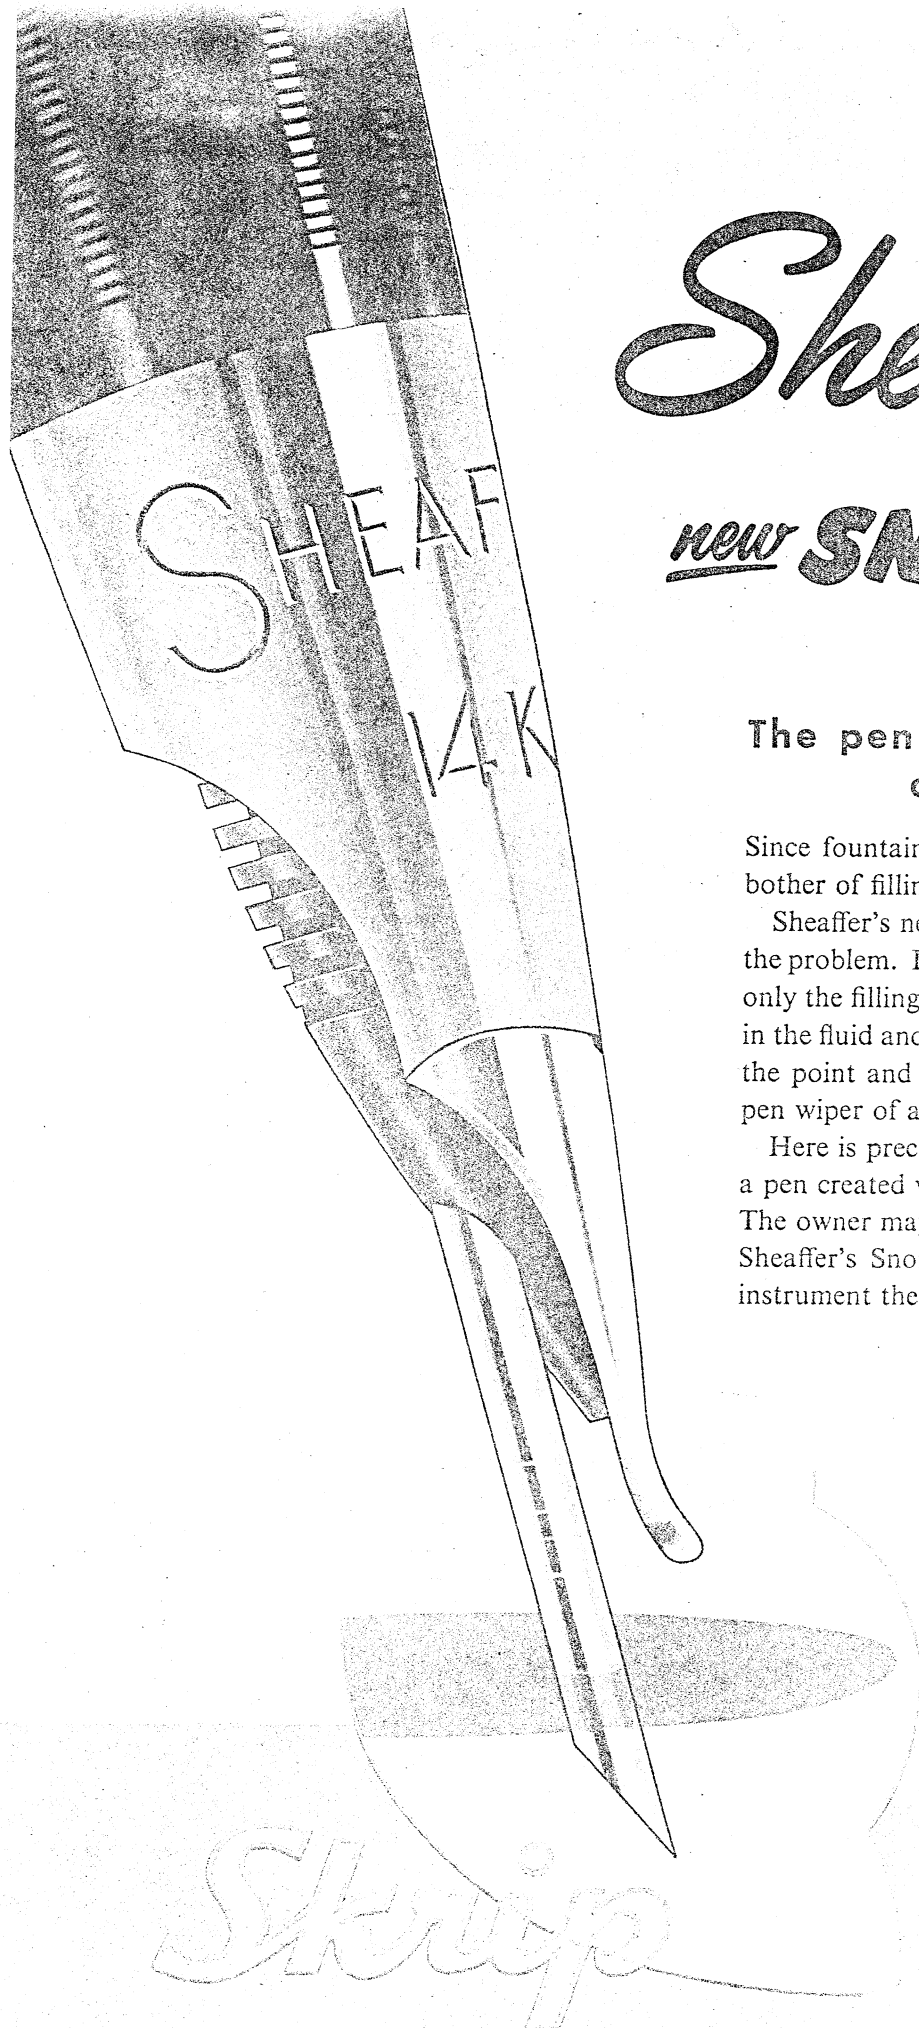 She
new SN
SHEAF
14K
The pen
c
Since fountain
bother of fillin
Sheaffer's ne
the problem. I
only the filling
in the fluid and
the point and
pen wiper of a
Here is prec
a pen created v
The owner may
Sheaffer's Sno
instrument the
Skrip